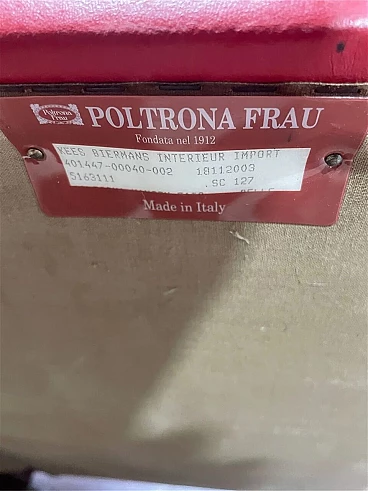 Poltrona
Frau
POLTRONA FRAU
Fondata nel 1912
KEES BIERMANS INTERIEUR IMPORT
401447-00040-002 18112003
5163111 .SC 127
PELLE
Made in Italy